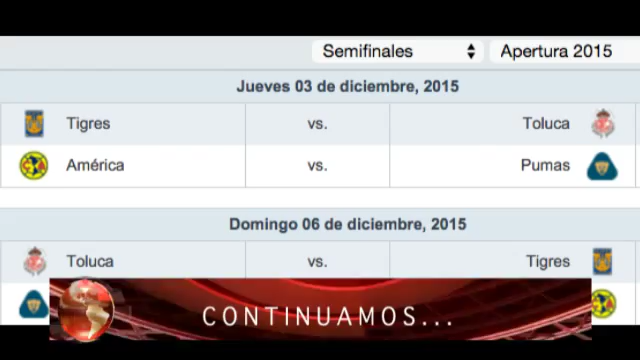 Semifinales Apertura 2015
Jueves 03 de diciembre, 2015
Tigres vs. Toluca
América vs. Pumas
Domingo 06 de diciembre, 2015
Toluca vs. Tigres
CONTINUAMOS...